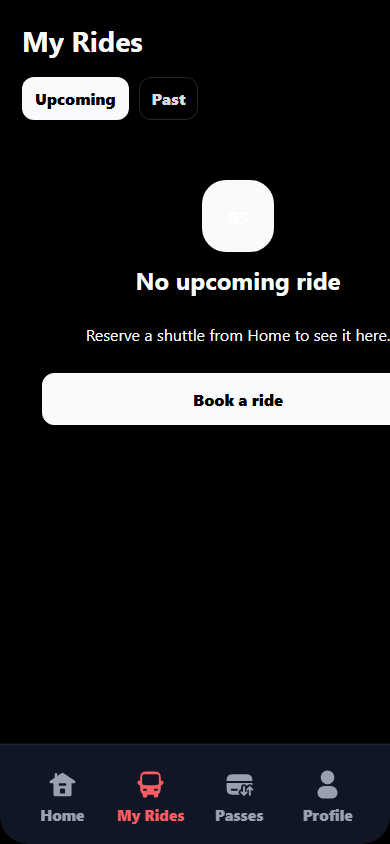 My Rides
Upcoming
Past
No upcoming ride
Reserve a shuttle from Home to see it here.
Book a ride
Home
My Rides
Passes
Profile